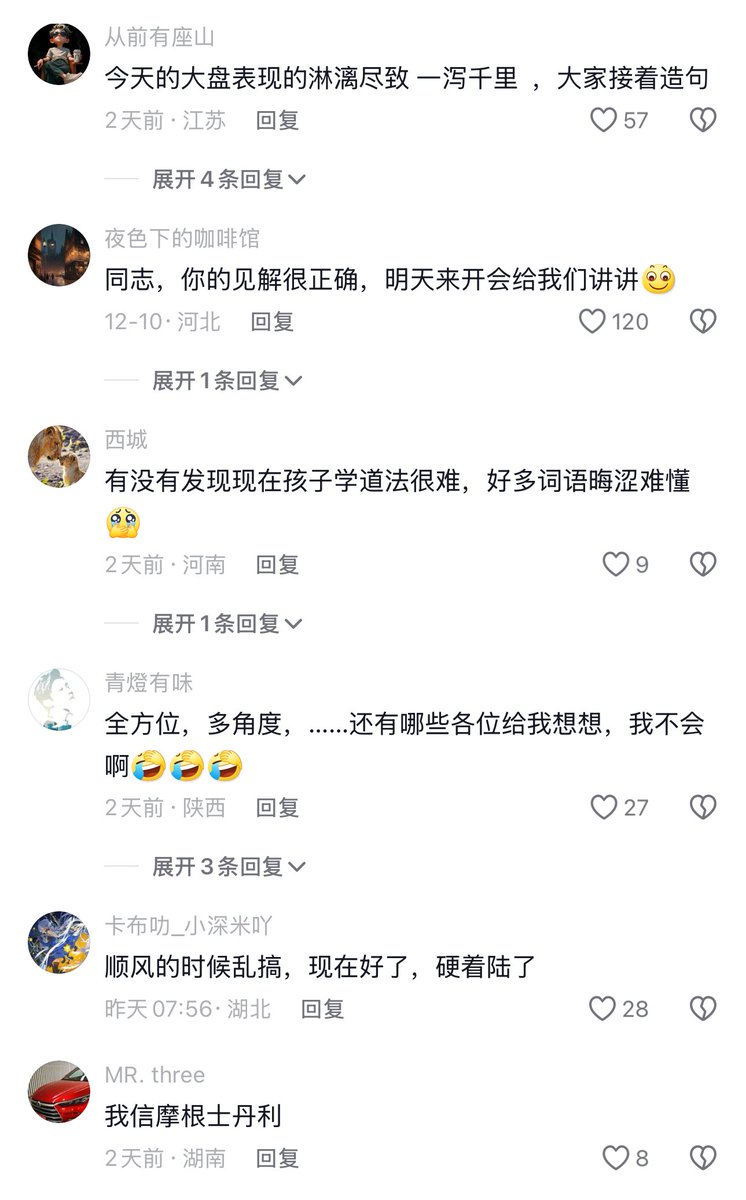 从前有座山
今天的大盘表现的淋漓尽致 一泻千里 ，大家接着造句
2天前 · 江苏 回复 57
展开4条回复
夜色下的咖啡馆
同志，你的见解很正确，明天来开会给我们讲讲
12-10 · 河北 回复 120
展开1条回复
西城
有没有发现现在孩子学道法很难，好多词语晦涩难懂
2天前 · 河南 回复 9
展开1条回复
青燈有味
全方位，多角度，......还有哪些各位给我想想，我不会
啊
2天前 · 陕西 回复 27
展开3条回复
卡布叻_小深米吖
顺风的时候乱搞，现在好了，硬着陆了
昨天07:56 · 湖北 回复 28
MR. three
我信摩根士丹利
2天前 · 湖南 回复 8